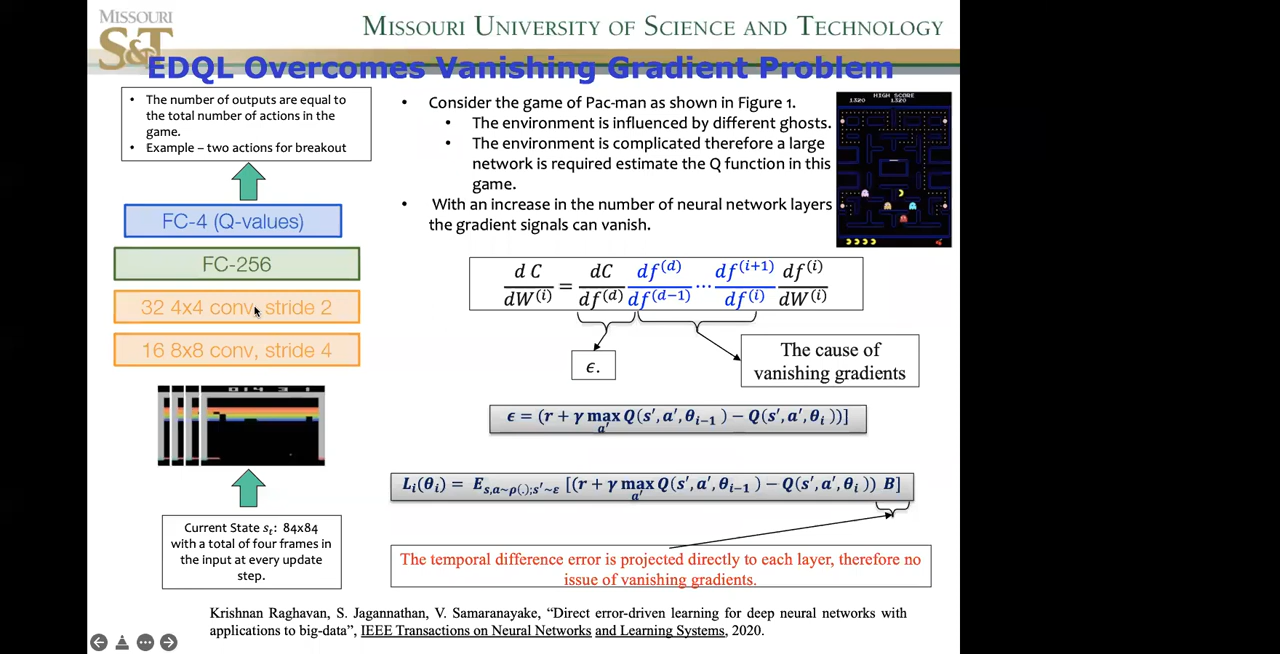 MISSOURI
S&T
MISSOURI UNIVERSITY OF SCIENCE AND TECHNOLOGY
EDQL Overcomes Vanishing Gradient Problem
• The number of outputs are equal to
the total number of actions in the
game.
• Example – two actions for breakout
FC-4 (Q-values)
FC-256
32 4x4 conv, stride 2
16 8x8 conv, stride 4
Current State s_t: 84x84
with a total of four frames in
the input at every update
step.
• Consider the game of Pac-man as shown in Figure 1.
• The environment is influenced by different ghosts.
• The environment is complicated therefore a large
network is required estimate the Q function in this
game.
• With an increase in the number of neural network layers
the gradient signals can vanish.
HIGH SCORE
1320 1320
d C / dW^(i) = dC / df^(d) df^(d) / df^(d−1) ⋯ df^(i+1) / df^(i) df^(i) / dW^(i)
ϵ.
The cause of
vanishing gradients
ϵ = (r + γ max_a' Q(s', a', θ_i−1 ) − Q(s', a', θ_i ))]
L_i(θ_i) = E_s,a~ρ(.);s'~ε [(r + γ max_a' Q(s', a', θ_i−1 ) − Q(s', a', θ_i )) B]
The temporal difference error is projected directly to each layer, therefore no
issue of vanishing gradients.
Krishnan Raghavan, S. Jagannathan, V. Samaranayake, “Direct error-driven learning for deep neural networks with
applications to big-data”, IEEE Transactions on Neural Networks and Learning Systems, 2020.